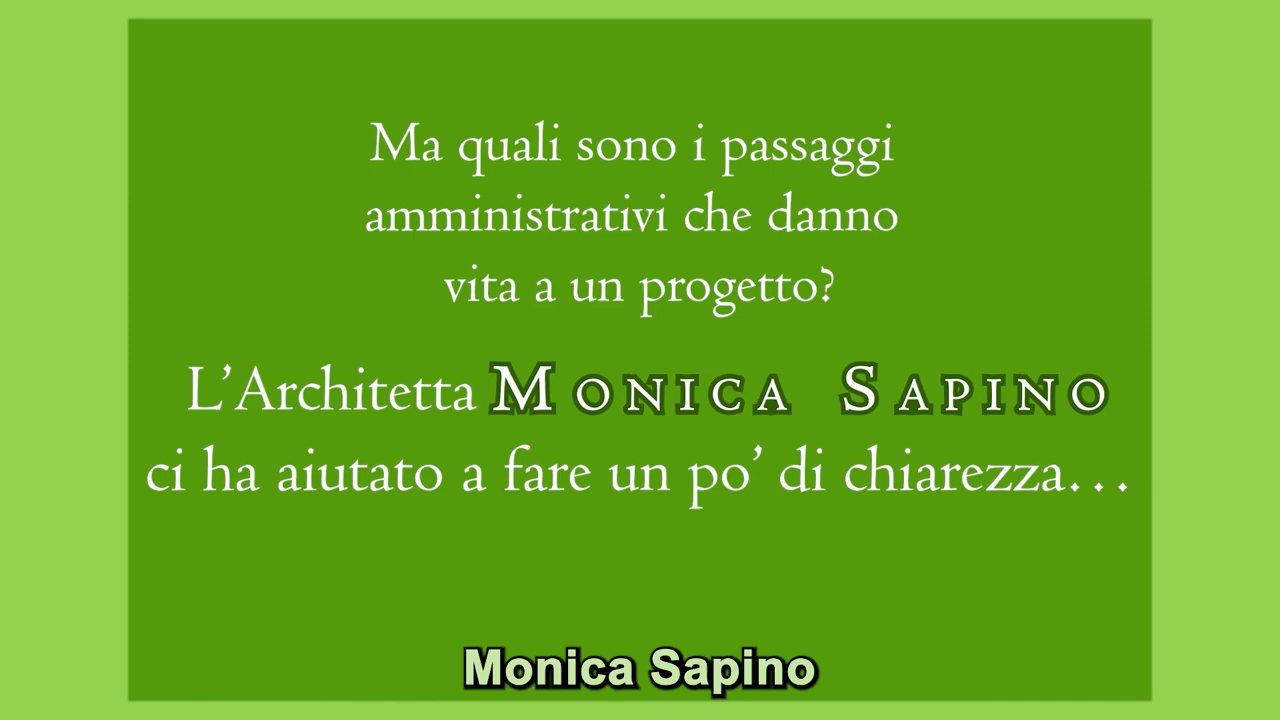 Ma quali sono i passaggi
amministrativi che danno
vita a un progetto?
L’Architetta Monica Sapino
ci ha aiutato a fare un po’ di chiarezza…
Monica Sapino